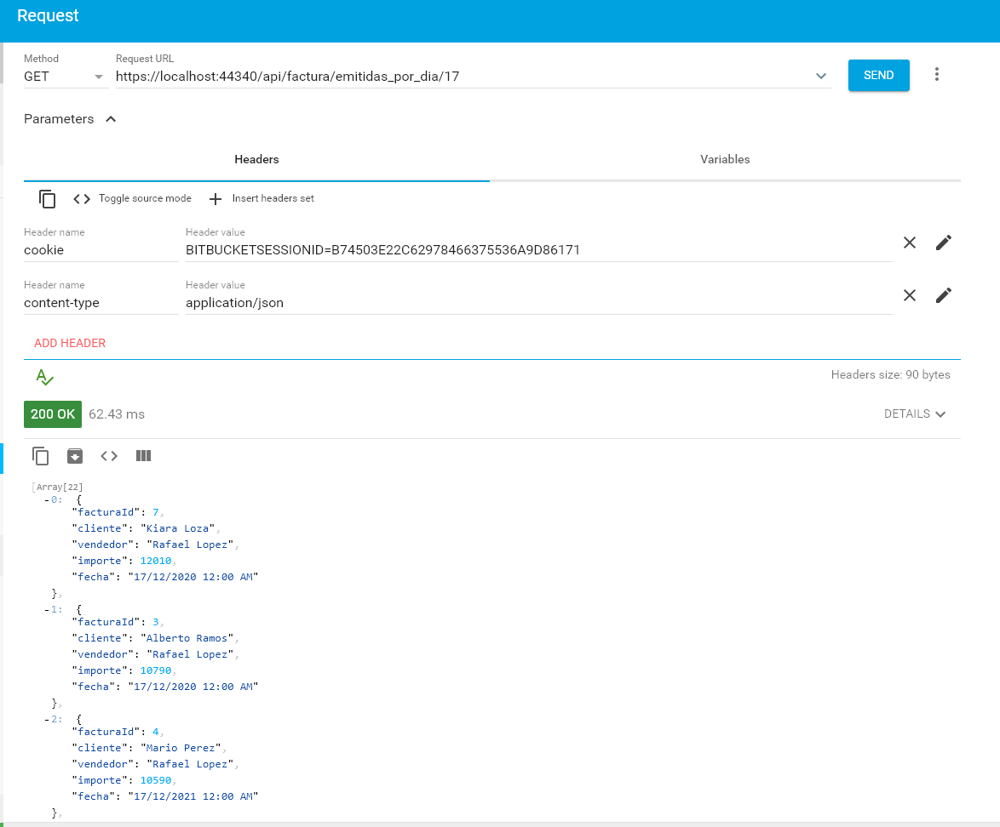 Request
Method
GET
Request URL
https://localhost:44340/api/factura/emitidas_por_dia/17
SEND
Parameters
Headers
Variables
Toggle source mode
Insert headers set
Header name
cookie
Header value
BITBUCKETSESSIONID=B74503E22C62978466375536A9D86171
Header name
content-type
Header value
application/json
ADD HEADER
Headers size: 90 bytes
200 OK
62.43 ms
DETAILS
[Array[22]
-0: {
"facturaId": 7,
"cliente": "Kiara Loza",
"vendedor": "Rafael Lopez",
"importe": 12010,
"fecha": "17/12/2020 12:00 AM"
},
-1: {
"facturaId": 3,
"cliente": "Alberto Ramos",
"vendedor": "Rafael Lopez",
"importe": 10790,
"fecha": "17/12/2020 12:00 AM"
},
-2: {
"facturaId": 4,
"cliente": "Mario Perez",
"vendedor": "Rafael Lopez",
"importe": 10590,
"fecha": "17/12/2021 12:00 AM"
},